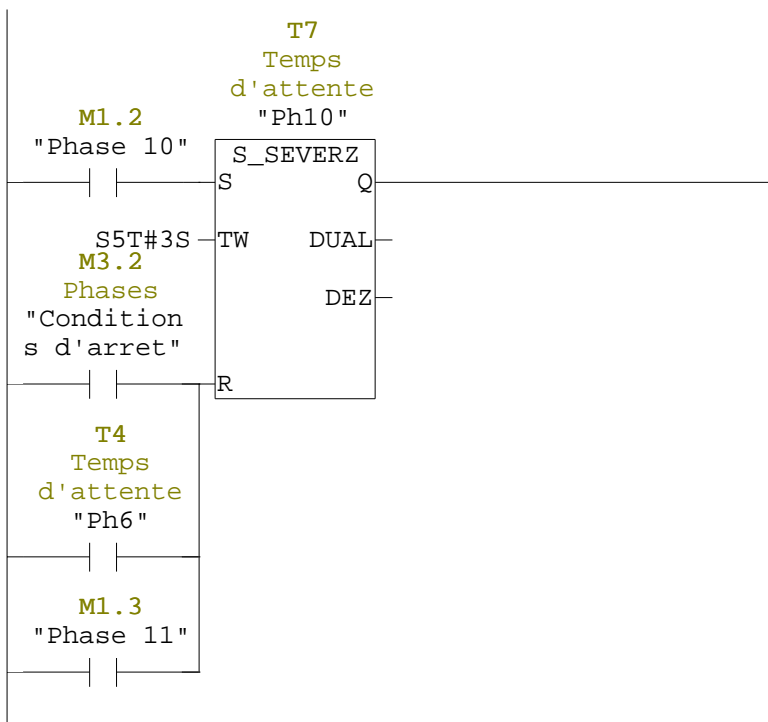 T7
Temps
d'attente
"Ph10"
M1.2
"Phase 10"
S_SEVERZ
S Q
S5T#3S TW DUAL
M3.2
Phases
DEZ
"Condition
s d'arret"
R
T4
Temps
d'attente
"Ph6"
M1.3
"Phase 11"